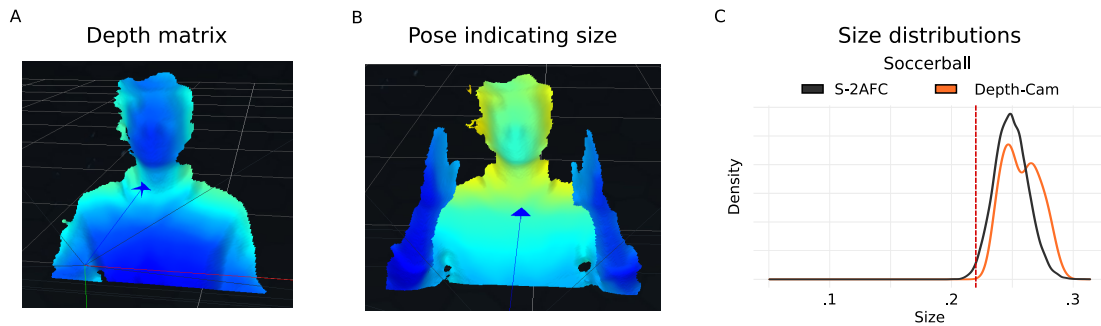 A
Depth matrix
B
Pose indicating size
C
Size distributions
Soccerball
S-2AFC Depth-Cam
Density
.1 .2 .3
Size